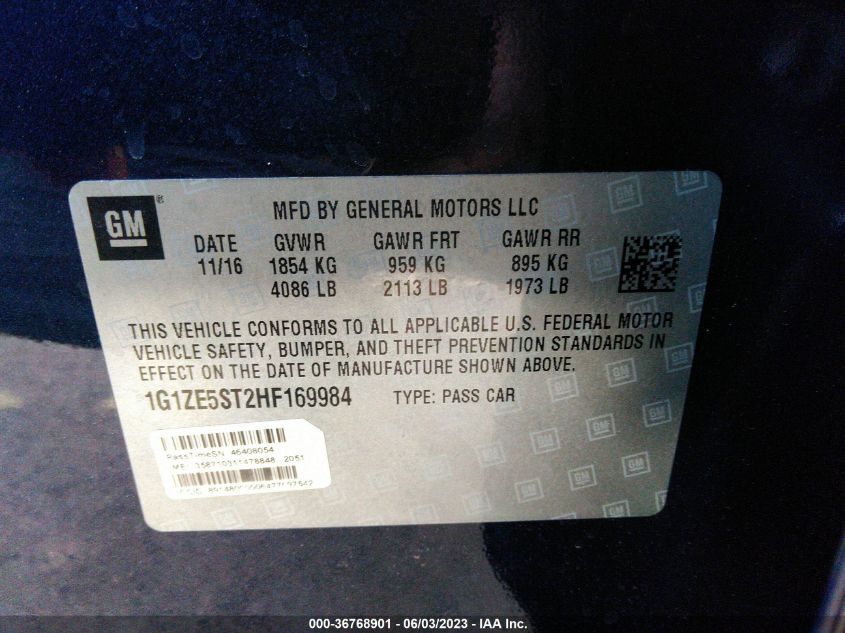 GM ®
MFD BY GENERAL MOTORS LLC
DATE GVWR GAWR FRT GAWR RR
11/16 1854 KG 959 KG 895 KG
4086 LB 2113 LB 1973 LB
THIS VEHICLE CONFORMS TO ALL APPLICABLE U.S. FEDERAL MOTOR
VEHICLE SAFETY, BUMPER, AND THEFT PREVENTION STANDARDS IN
EFFECT ON THE DATE OF MANUFACTURE SHOWN ABOVE.
1G1ZE5ST2HF169984 TYPE: PASS CAR
PassTimeSN 46408054
2051
000-36768901 - 06/03/2023 - IAA Inc.